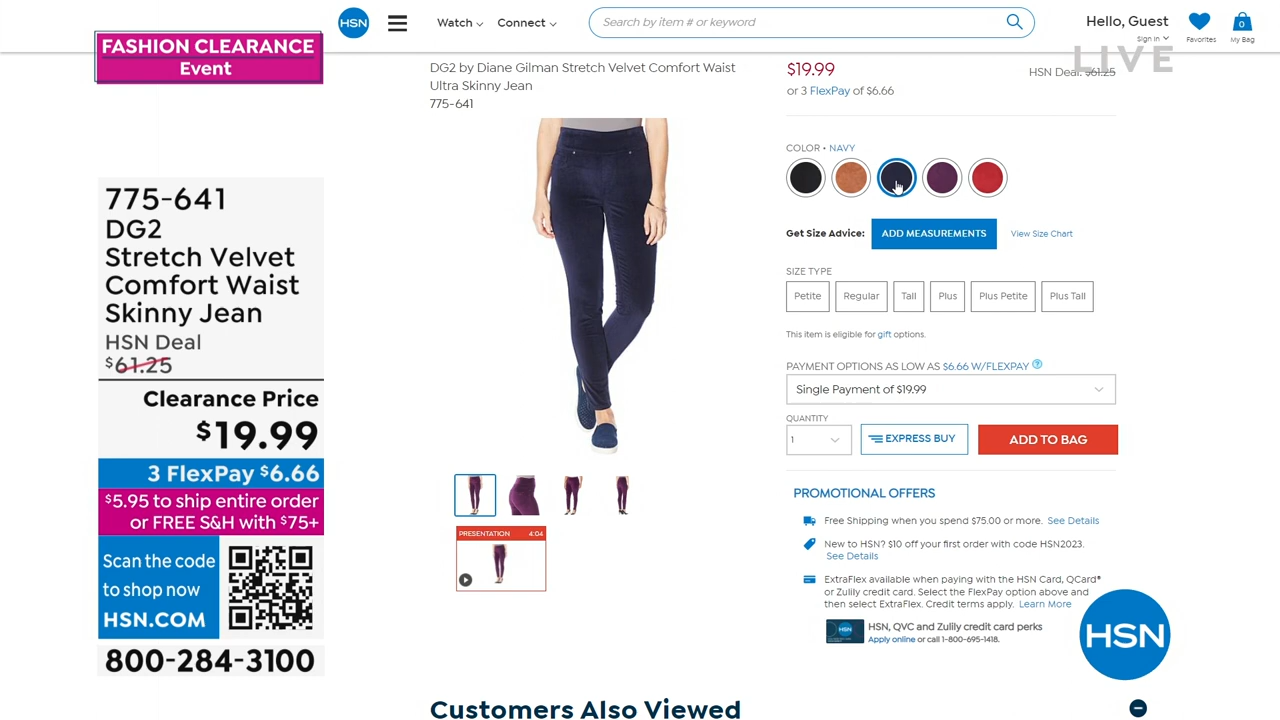 FASHION CLEARANCE
Event
775-641
DG2
Stretch Velvet
Comfort Waist
Skinny Jean
HSN Deal
$61.25
Clearance Price
$19.99
3 FlexPay $6.66
$5.95 to ship entire order
or FREE S&H with $75+
Scan the code
to shop now
HSN.COM
800-284-3100
HSN
Watch
Connect
Search by item # or keyword
Hello, Guest
Sign In
Favorites
0
My Bag
LIVE
DG2 by Diane Gilman Stretch Velvet Comfort Waist
Ultra Skinny Jean
775-641
$19.99
HSN Deal: $61.25
or 3 FlexPay of $6.66
COLOR • NAVY
Get Size Advice:
ADD MEASUREMENTS
View Size Chart
SIZE TYPE
Petite
Regular
Tall
Plus
Plus Petite
Plus Tall
This item is eligible for gift options.
PAYMENT OPTIONS AS LOW AS $6.66 W/FLEXPAY ?
Single Payment of $19.99
QUANTITY
1
EXPRESS BUY
ADD TO BAG
PRESENTATION 4:04
PROMOTIONAL OFFERS
Free Shipping when you spend $75.00 or more. See Details
New to HSN? $10 off your first order with code HSN2023.
See Details
ExtraFlex available when paying with the HSN Card, QCard®
or Zulily credit card. Select the FlexPay option above and
then select ExtraFlex. Credit terms apply. Learn More
HSN
HSN, QVC and Zulily credit card perks
Apply online or call 1-800-695-1418.
HSN
Customers Also Viewed